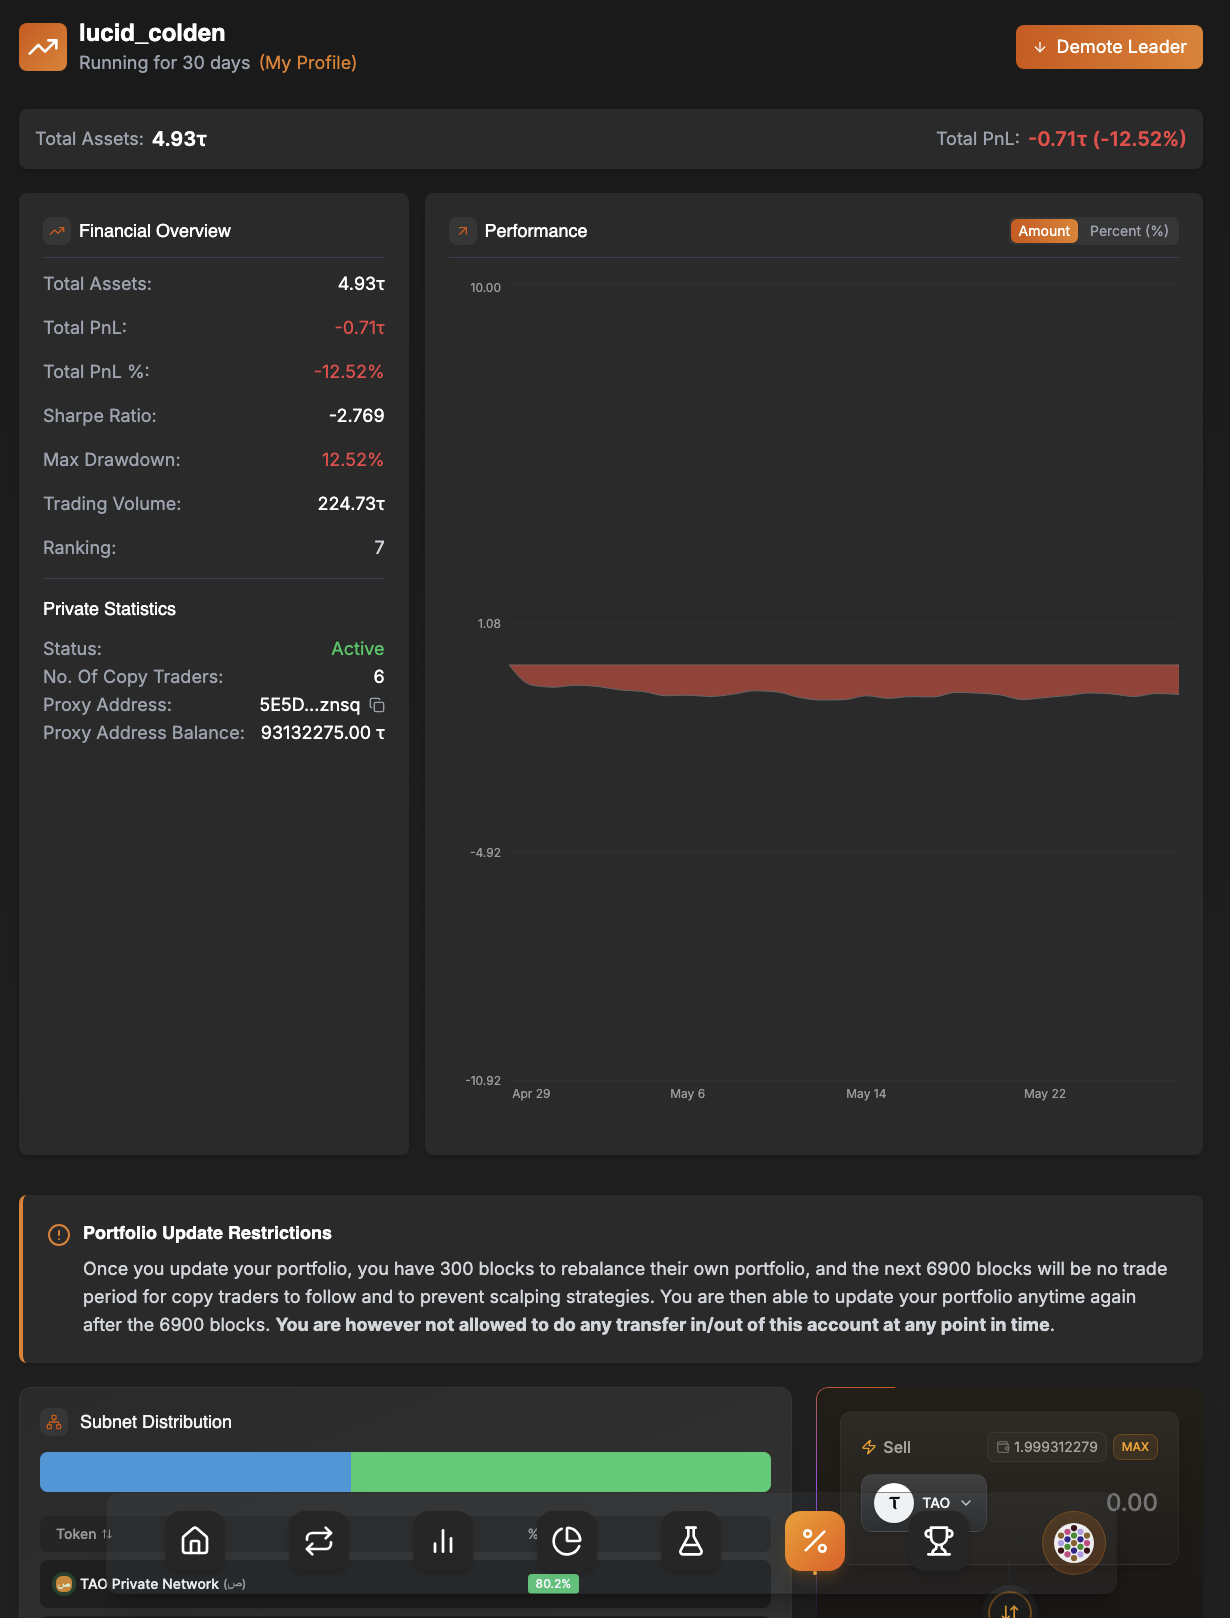 lucid_colden
Running for 30 days (My Profile)
Demote Leader
Total Assets: 4.93τ
Total PnL: -0.71τ (-12.52%)
Financial Overview
Total Assets: 4.93τ
Total PnL: -0.71τ
Total PnL %: -12.52%
Sharpe Ratio: -2.769
Max Drawdown: 12.52%
Trading Volume: 224.73τ
Ranking: 7
Private Statistics
Status: Active
No. Of Copy Traders: 6
Proxy Address: 5E5D...znsq
Proxy Address Balance: 93132275.00 τ
Performance
Amount Percent (%)
10.00
1.08
-4.92
-10.92
Apr 29 May 6 May 14 May 22
Portfolio Update Restrictions
Once you update your portfolio, you have 300 blocks to rebalance their own portfolio, and the next 6900 blocks will be no trade
period for copy traders to follow and to prevent scalping strategies. You are then able to update your portfolio anytime again
after the 6900 blocks. You are however not allowed to do any transfer in/out of this account at any point in time.
Subnet Distribution
Token %
TAO Private Network (ص) 80.2%
Sell 1.999312279 MAX
TAO 0.00